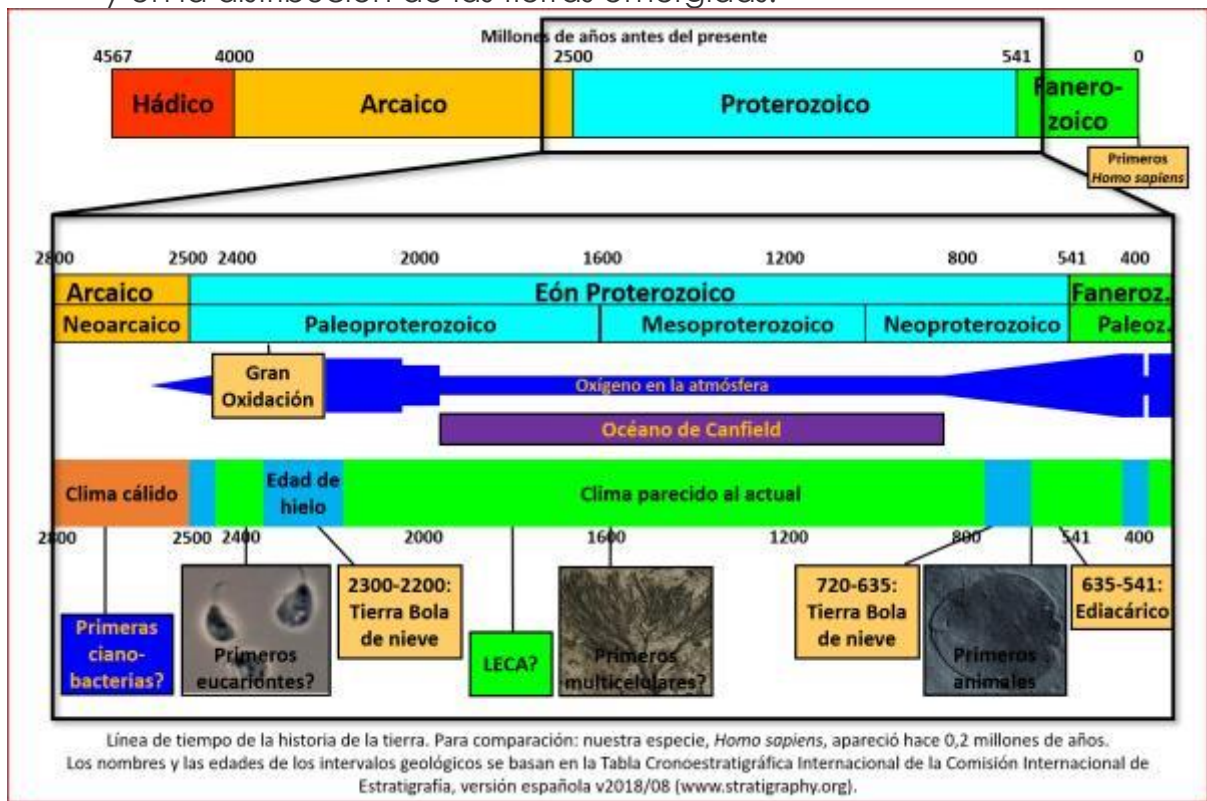 y en la distribución de las tierras emergidas.
Millones de años antes del presente
4567 4000 2500 541 0
Hádico Arcaico Proterozoico Fanero-
zoico
Primeros
Homo sapiens
2800 2500 2400 2000 1600 1200 800 541 400
Arcaico Eón Proterozoico Faneroz.
Neoarcaico Paleoproterozoico Mesoproterozoico Neoproterozoico Paleoz.
Gran
Oxidación
Oxígeno en la atmósfera
Océano de Canfield
Clima cálido
Edad de
hielo
Clima parecido al actual
2800 2500 2400 2000 1600 1200 800 541 400
Primeras
ciano-
bacterias?
Primeros
eucariontes?
2300-2200:
Tierra Bola
de nieve
LECA?
Primeros
multicelulares?
720-635:
Tierra Bola
de nieve
Primeros
animales
635-541:
Ediacárico
Línea de tiempo de la historia de la tierra. Para comparación: nuestra especie, Homo sapiens, apareció hace 0,2 millones de años.
Los nombres y las edades de los intervalos geológicos se basan en la Tabla Cronoestratigráfica Internacional de la Comisión Internacional de
Estratigrafía, versión española v2018/08 (www.stratigraphy.org).